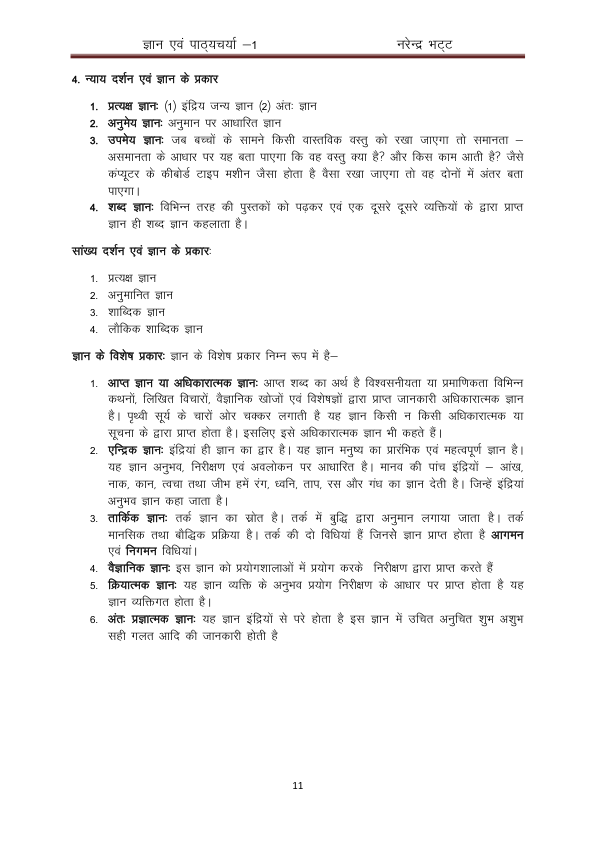 ज्ञान एवं पाठ्यचर्या –1 नरेन्द्र भट्ट
4. न्याय दर्शन एवं ज्ञान के प्रकार
1. प्रत्यक्ष ज्ञानः (1) इंद्रिय जन्य ज्ञान (2) अंतः ज्ञान
2. अनुमेय ज्ञानः अनुमान पर आधारित ज्ञान
3. उपमेय ज्ञानः जब बच्चों के सामने किसी वास्तविक वस्तु को रखा जाएगा तो समानता –
असमानता के आधार पर यह बता पाएगा कि वह वस्तु क्या है? और किस काम आती है? जैसे
कंप्यूटर के कीबोर्ड टाइप मशीन जैसा होता है वैसा रखा जाएगा तो वह दोनों में अंतर बता
पाएगा।
4. शब्द ज्ञानः विभिन्न तरह की पुस्तकों को पढ़कर एवं एक दूसरे दूसरे व्यक्तियों के द्वारा प्राप्त
ज्ञान ही शब्द ज्ञान कहलाता है।
सांख्य दर्शन एवं ज्ञान के प्रकारः
1. प्रत्यक्ष ज्ञान
2. अनुमानित ज्ञान
3. शाब्दिक ज्ञान
4. लौकिक शाब्दिक ज्ञान
ज्ञान के विशेष प्रकारः ज्ञान के विशेष प्रकार निम्न रूप में है–
1. आप्त ज्ञान या अधिकारात्मक ज्ञानः आप्त शब्द का अर्थ है विश्वसनीयता या प्रमाणिकता विभिन्न
कथनों, लिखित विचारों, वैज्ञानिक खोजों एवं विशेषज्ञों द्वारा प्राप्त जानकारी अधिकारात्मक ज्ञान
है। पृथ्वी सूर्य के चारों ओर चक्कर लगाती है यह ज्ञान किसी न किसी अधिकारात्मक या
सूचना के द्वारा प्राप्त होता है। इसलिए इसे अधिकारात्मक ज्ञान भी कहते हैं।
2. एन्द्रिक ज्ञानः इंद्रियां ही ज्ञान का द्वार है। यह ज्ञान मनुष्य का प्रारंभिक एवं महत्वपूर्ण ज्ञान है।
यह ज्ञान अनुभव, निरीक्षण एवं अवलोकन पर आधारित है। मानव की पांच इंद्रियों – आंख,
नाक, कान, त्वचा तथा जीभ हमें रंग, ध्वनि, ताप, रस और गंध का ज्ञान देती है। जिन्हें इंद्रियां
अनुभव ज्ञान कहा जाता है।
3. तार्किक ज्ञानः तर्क ज्ञान का स्रोत है। तर्क में बुद्धि द्वारा अनुमान लगाया जाता है। तर्क
मानसिक तथा बौद्धिक प्रक्रिया है। तर्क की दो विधियां हैं जिनसे ज्ञान प्राप्त होता है आगमन
एवं निगमन विधियां।
4. वैज्ञानिक ज्ञानः इस ज्ञान को प्रयोगशालाओं में प्रयोग करके निरीक्षण द्वारा प्राप्त करते हैं
5. क्रियात्मक ज्ञानः यह ज्ञान व्यक्ति के अनुभव प्रयोग निरीक्षण के आधार पर प्राप्त होता है यह
ज्ञान व्यक्तिगत होता है।
6. अंतः प्रज्ञात्मक ज्ञानः यह ज्ञान इंद्रियों से परे होता है इस ज्ञान में उचित अनुचित शुभ अशुभ
सही गलत आदि की जानकारी होती है
11